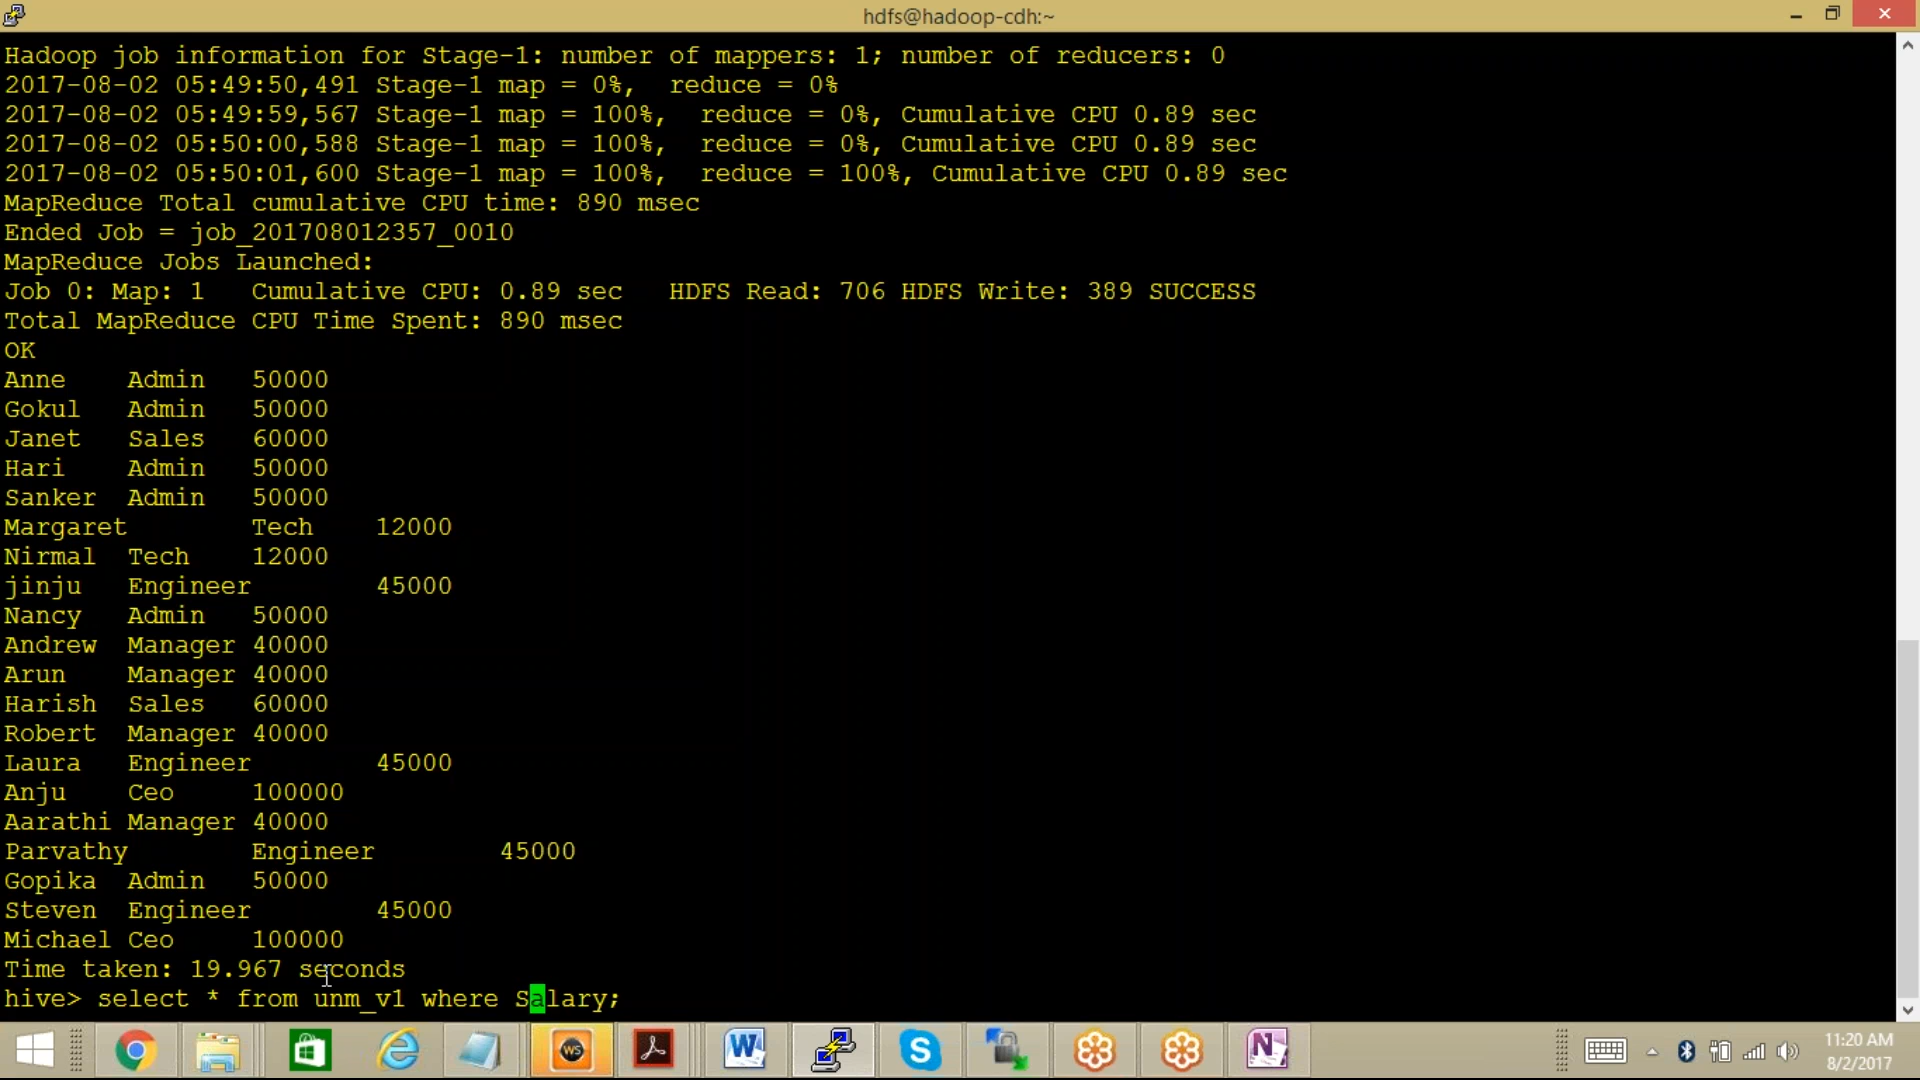 hdfs@hadoop-cdh:~
Hadoop job information for Stage-1: number of mappers: 1; number of reducers: 0
2017-08-02 05:49:50,491 Stage-1 map = 0%,  reduce = 0%
2017-08-02 05:49:59,567 Stage-1 map = 100%,  reduce = 0%, Cumulative CPU 0.89 sec
2017-08-02 05:50:00,588 Stage-1 map = 100%,  reduce = 0%, Cumulative CPU 0.89 sec
2017-08-02 05:50:01,600 Stage-1 map = 100%,  reduce = 100%, Cumulative CPU 0.89 sec
MapReduce Total cumulative CPU time: 890 msec
Ended Job = job_201708012357_0010
MapReduce Jobs Launched:
Job 0: Map: 1   Cumulative CPU: 0.89 sec   HDFS Read: 706 HDFS Write: 389 SUCCESS
Total MapReduce CPU Time Spent: 890 msec
OK
Anne    Admin   50000
Gokul   Admin   50000
Janet   Sales   60000
Hari    Admin   50000
Sanker  Admin   50000
Margaret        Tech    12000
Nirmal  Tech    12000
jinju   Engineer        45000
Nancy   Admin   50000
Andrew  Manager 40000
Arun    Manager 40000
Harish  Sales   60000
Robert  Manager 40000
Laura   Engineer        45000
Anju    Ceo     100000
Aarathi Manager 40000
Parvathy        Engineer        45000
Gopika  Admin   50000
Steven  Engineer        45000
Michael Ceo     100000
Time taken: 19.967 seconds
hive> select * from unm_v1 where Salary;
WS
W
S
N
11:20 AM
8/2/2017